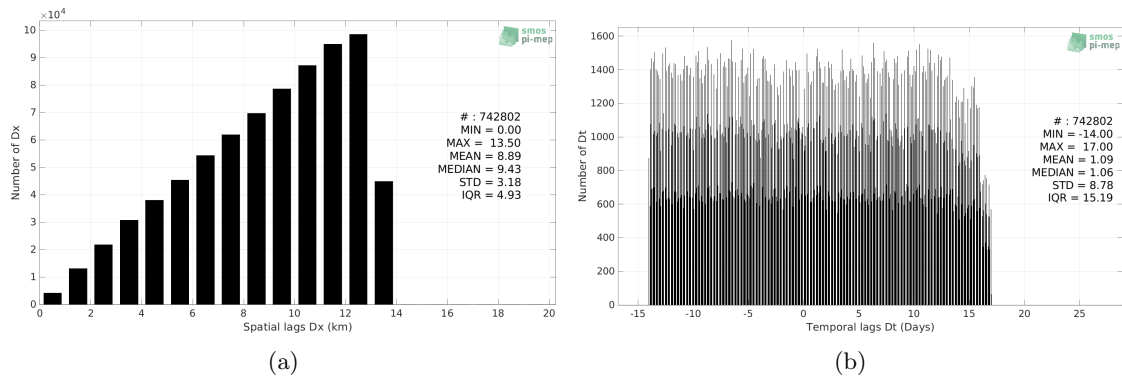 ×10⁴
10
9
8
7
6
5
4
3
2
1
0
Number of Dx
0 2 4 6 8 10 12 14 16 18 20
Spatial lags Dx (km)
smos
pi-mep
# : 742802
MIN = 0.00
MAX = 13.50
MEAN = 8.89
MEDIAN = 9.43
STD = 3.18
IQR = 4.93
(a)
1600
1400
1200
1000
800
600
400
200
0
Number of Dt
-15 -10 -5 0 5 10 15 20 25
Temporal lags Dt (Days)
smos
pi-mep
# : 742802
MIN = -14.00
MAX = 17.00
MEAN = 1.09
MEDIAN = 1.06
STD = 8.78
IQR = 15.19
(b)